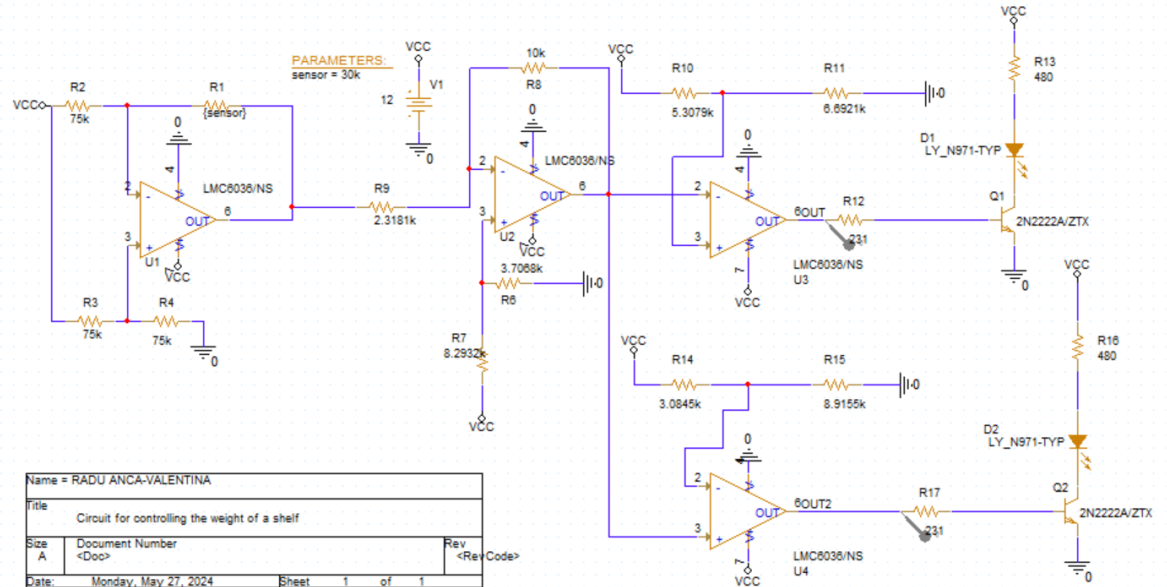 VCC
R2
75k
R1
{sensor}
0
4
2
-
LMC6036/NS
OUT
6
3
+
U1
VCC
R3
75k
R4
75k
0
PARAMETERS:
sensor = 30k
VCC
V1
12
0
R9
2.3181k
10k
R8
0
4
LMC6036/NS
2
-
6
OUT
3
+
U2
VCC
3.7068k
R6
0
R7
8.2932k
VCC
VCC
R10
5.3079k
R11
6.6921k
0
0
4
2
-
OUT
6OUT
R12
231
3
+
7
LMC6036/NS
U3
VCC
VCC
R13
480
D1
LY_N971-TYP
Q1
2N2222A/ZTX
0
VCC
R14
3.0845k
R15
8.9155k
0
0
4
2
-
OUT
6OUT2
R17
231
3
+
7
LMC6036/NS
U4
VCC
VCC
R16
480
D2
LY_N971-TYP
Q2
2N2222A/ZTX
0
Name = RADU ANCA-VALENTINA
Title
Circuit for controlling the weight of a shelf
Size Document Number Rev
A <Doc> <RevCode>
Date: Monday, May 27, 2024 Sheet 1 of 1